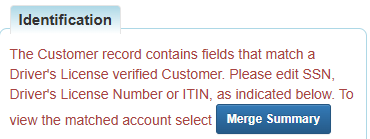 Identification
The Customer record contains fields that match a
Driver's License verified Customer. Please edit SSN,
Driver's License Number or ITIN, as indicated below. To
view the matched account select Merge Summary